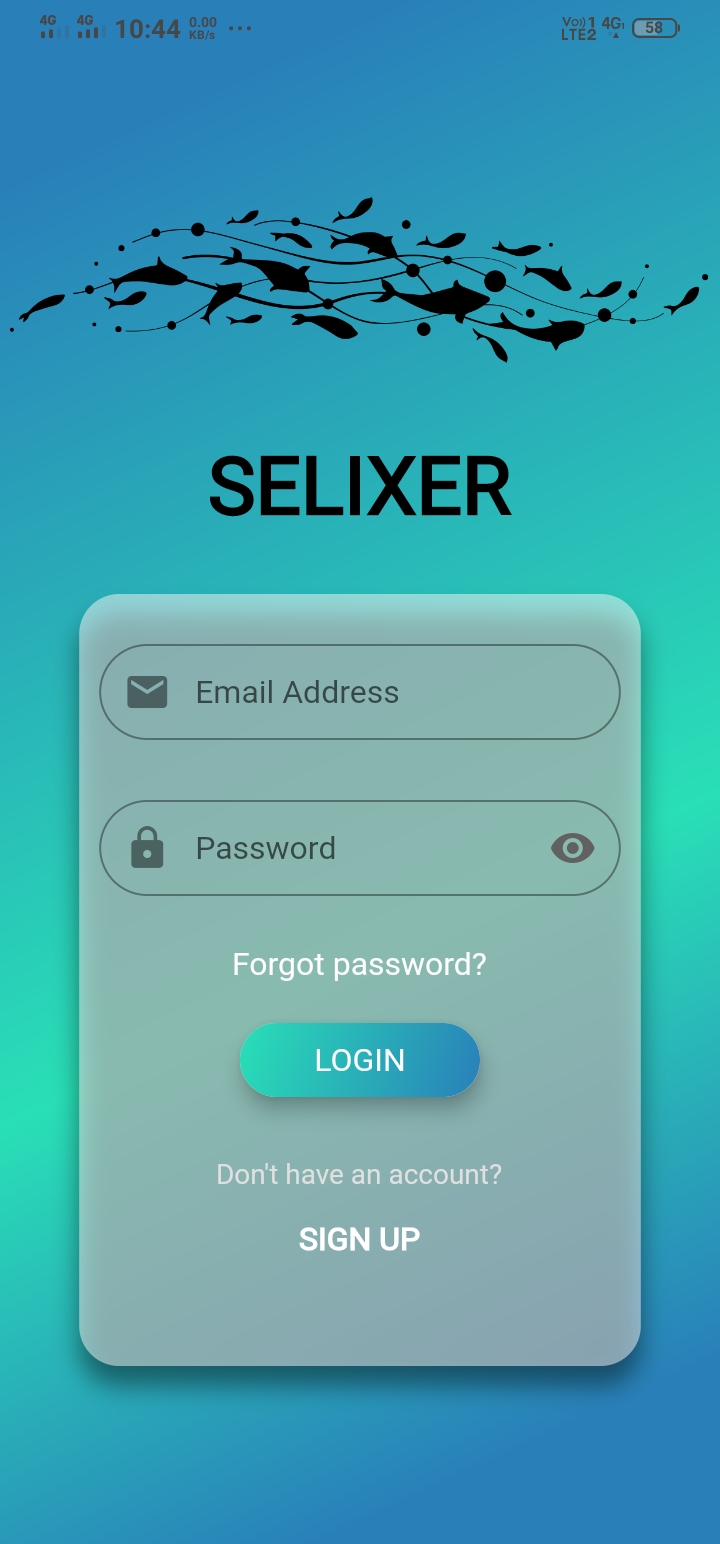 4G 4G 10:44 0.00 KB/s ... Vo)) 1 LTE2 4G 58
SELIXER
Email Address
Password
Forgot password?
LOGIN
Don't have an account?
SIGN UP